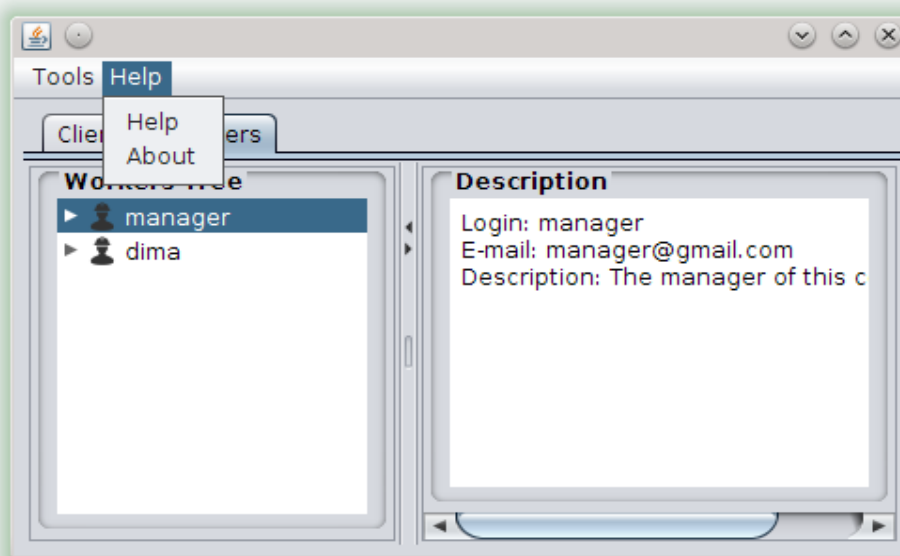 Tools Help
Help
About
Description
manager
dima
Login: manager
E-mail: manager@gmail.com
Description: The manager of this c